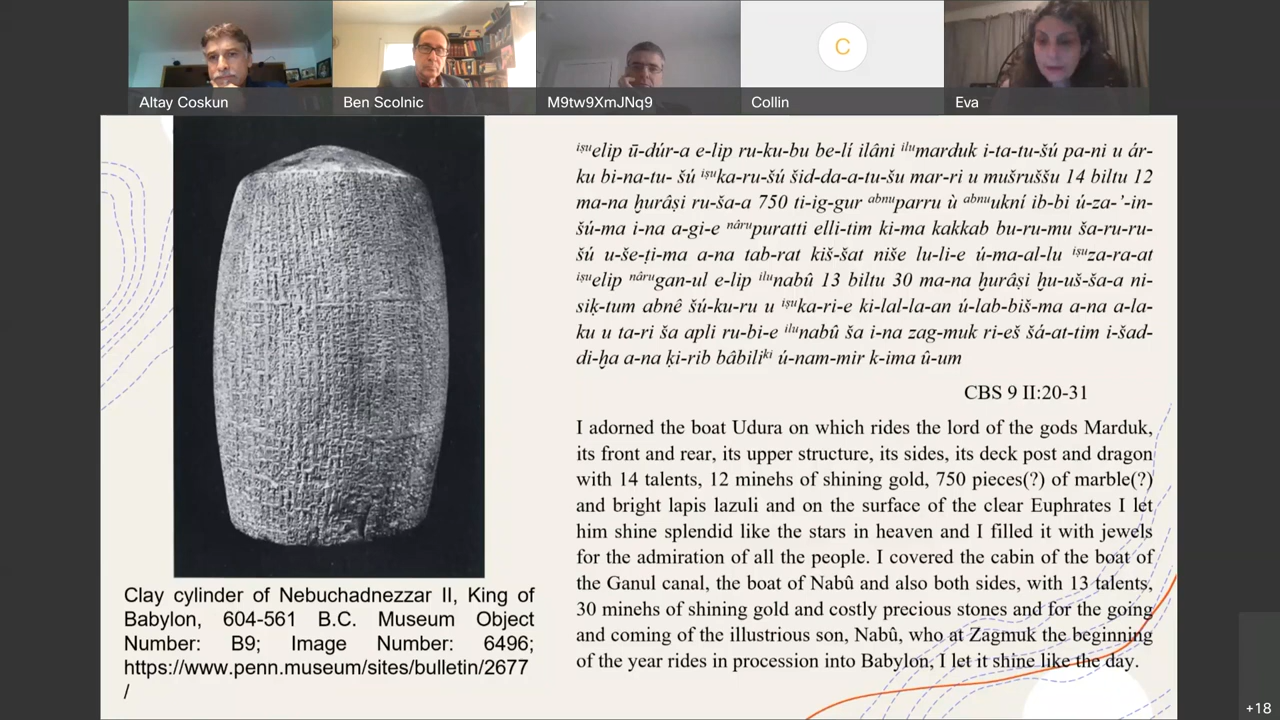 Altay Coskun
Ben Scolnic
M9tw9XmJNq9
C
Collin
Eva
iṣuelip ū-dúr-a e-lip ru-ku-bu be-lí ilâni ilumarduk i-ta-tu-šú pa-ni u ár-
ku bi-na-tu- šú iṣuka-ru-šú šid-da-a-tu-šu mar-ri u mušruššu 14 biltu 12
ma-na ḫurâṣi ru-ša-a 750 ti-ig-gur abnuparru ù abnuukní ib-bi ú-za-’-in-
šú-ma i-na a-gi-e nârupuratti elli-tim ki-ma kakkab bu-ru-mu ša-ru-ru-
šú u-še-ṭi-ma a-na tab-rat kiš-šat niše lu-li-e ú-ma-al-lu iṣuza-ra-at
iṣuelip nârugan-ul e-lip ilunabû 13 biltu 30 ma-na ḫurâṣi ḫu-uš-ša-a ni-
siḳ-tum abnê šú-ku-ru u iṣuka-ri-e ki-lal-la-an ú-lab-biš-ma a-na a-la-
ku u ta-ri ša apli ru-bi-e ilunabû ša i-na zag-muk ri-eš šá-at-tim i-šad-
di-ḫa a-na ḳi-rib bâbiliki ú-nam-mir k-ima û-um
CBS 9 II:20-31
I adorned the boat Udura on which rides the lord of the gods Marduk,
its front and rear, its upper structure, its sides, its deck post and dragon
with 14 talents, 12 minehs of shining gold, 750 pieces(?) of marble(?)
and bright lapis lazuli and on the surface of the clear Euphrates I let
him shine splendid like the stars in heaven and I filled it with jewels
for the admiration of all the people. I covered the cabin of the boat of
the Ganul canal, the boat of Nabû and also both sides, with 13 talents,
30 minehs of shining gold and costly precious stones and for the going
and coming of the illustrious son, Nabû, who at Zagmuk the beginning
of the year rides in procession into Babylon, I let it shine like the day.
Clay cylinder of Nebuchadnezzar II, King of
Babylon, 604-561 B.C. Museum Object
Number: B9; Image Number: 6496;
https://www.penn.museum/sites/bulletin/2677
/
+18